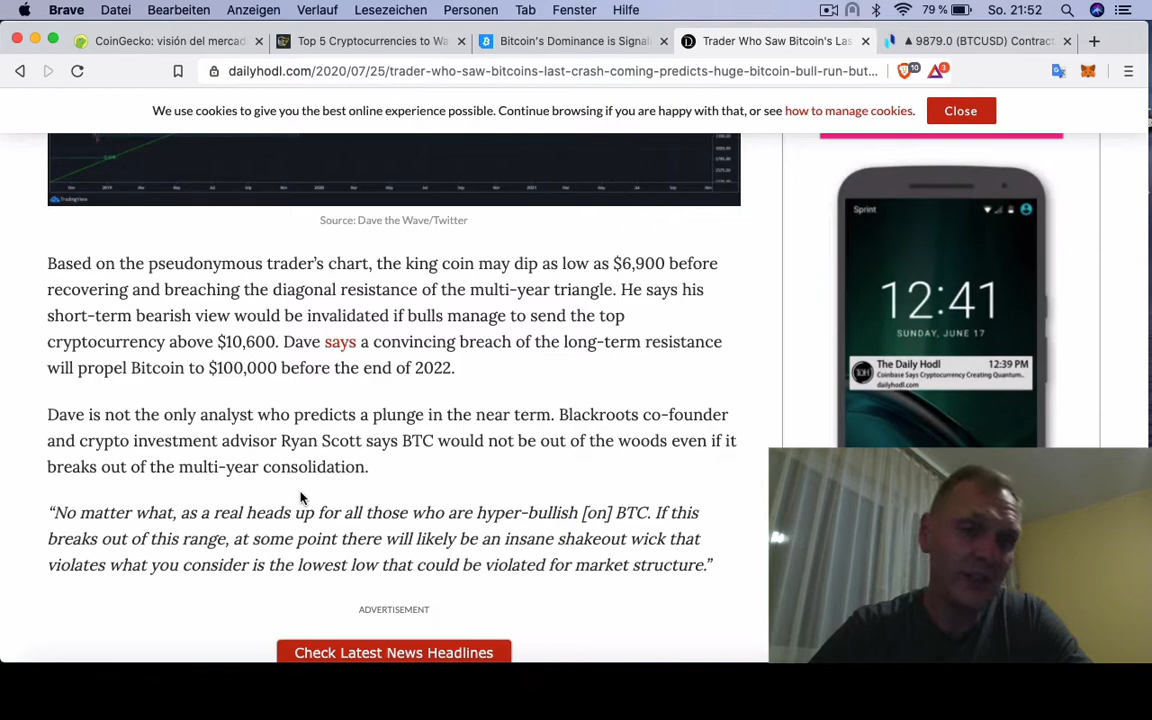 Brave Datei Bearbeiten Anzeigen Verlauf Lesezeichen Personen Tab Fenster Hilfe 79 % So. 21:52
CoinGecko: visión del mercad
Top 5 Cryptocurrencies to Wa
Bitcoin's Dominance is Signali
Trader Who Saw Bitcoin's Las
▲ 9879.0 (BTCUSD) Contract
dailyhodl.com/2020/07/25/trader-who-saw-bitcoins-last-crash-coming-predicts-huge-bitcoin-bull-run-but... 10 3
We use cookies to give you the best online experience possible. Continue browsing if you are happy with that, or see how to manage cookies. Close
TradingView
Source: Dave the Wave/Twitter
Based on the pseudonymous trader's chart, the king coin may dip as low as $6,900 before
recovering and breaching the diagonal resistance of the multi-year triangle. He says his
short-term bearish view would be invalidated if bulls manage to send the top
cryptocurrency above $10,600. Dave says a convincing breach of the long-term resistance
will propel Bitcoin to $100,000 before the end of 2022.
Dave is not the only analyst who predicts a plunge in the near term. Blackroots co-founder
and crypto investment advisor Ryan Scott says BTC would not be out of the woods even if it
breaks out of the multi-year consolidation.
“No matter what, as a real heads up for all those who are hyper-bullish [on] BTC. If this
breaks out of this range, at some point there will likely be an insane shakeout wick that
violates what you consider is the lowest low that could be violated for market structure.”
ADVERTISEMENT
Check Latest News Headlines
Sprint
12:41
SUNDAY, JUNE 17
The Daily Hodl 12:39 PM
Coinbase Says Cryptocurrency Creating Quantum..
dailyhodl.com